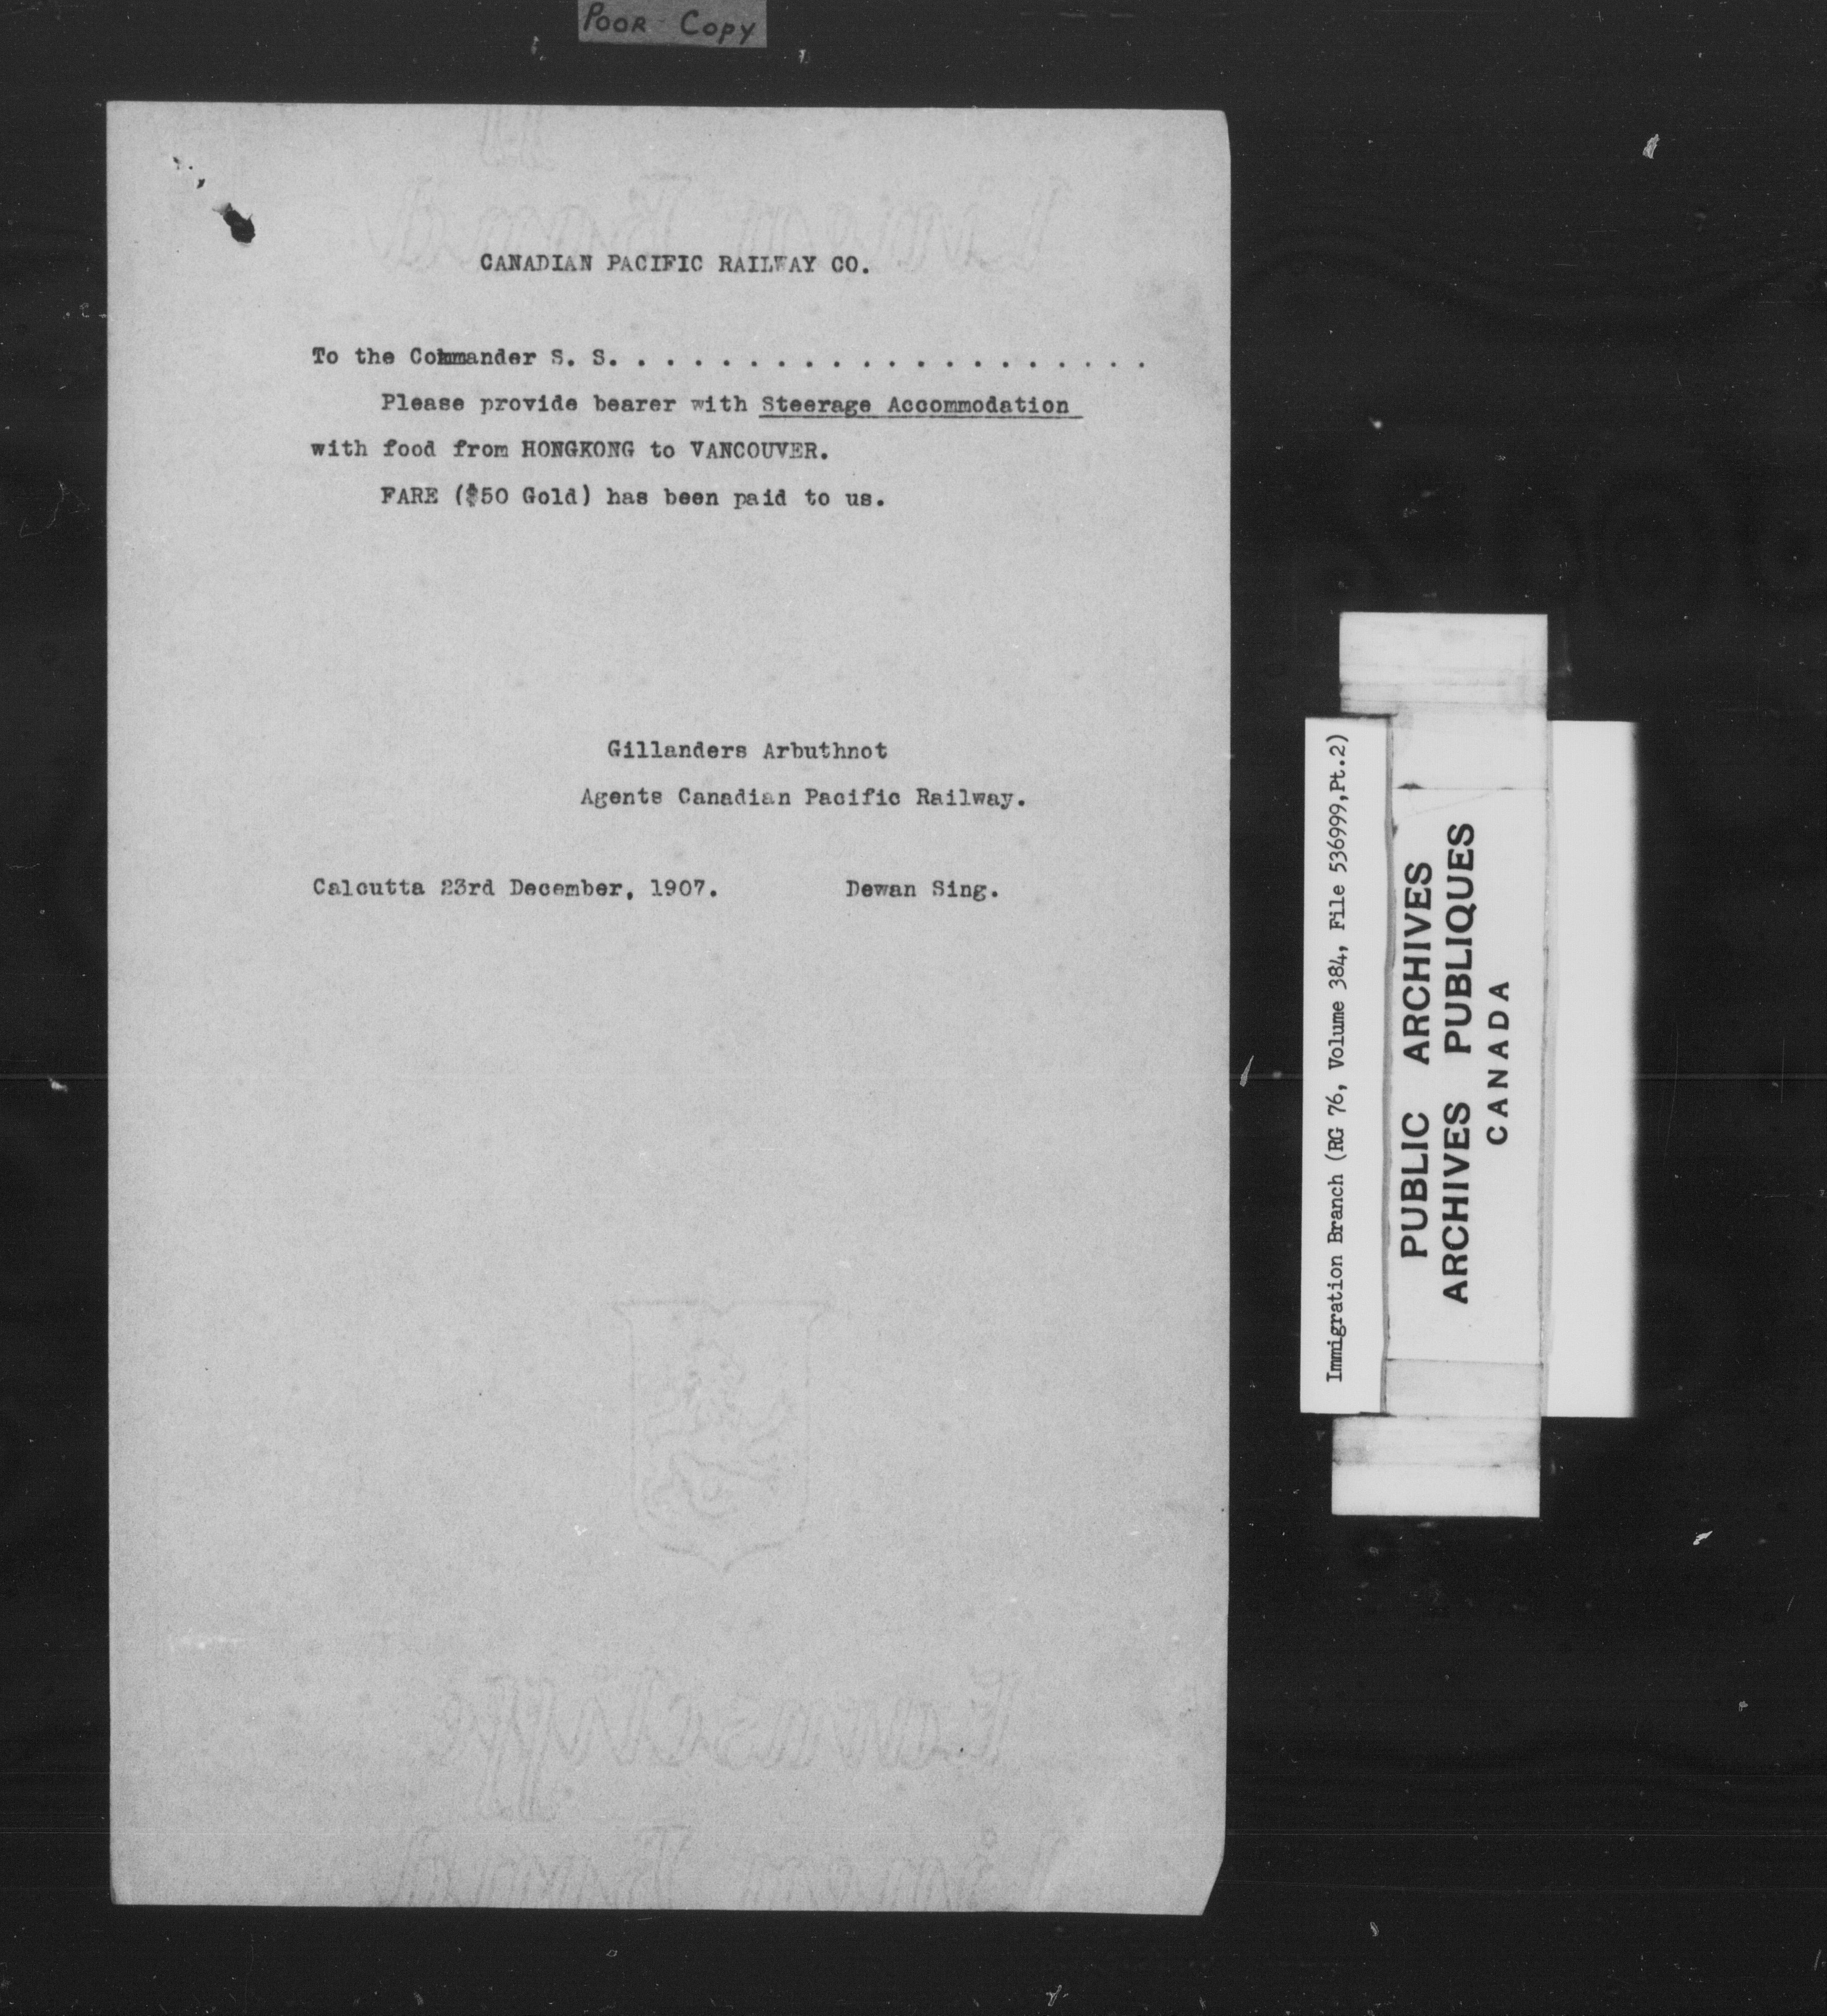 POOR COPY
CANADIAN PACIFIC RAILWAY CO.
To the Commander S. S. . . . . . . . . . . . . . . . . . . .
Please provide bearer with Steerage Accommodation
with food from HONGKONG to VANCOUVER.
FARE ($50 Gold) has been paid to us.
Gillanders Arbuthnot
Agents Canadian Pacific Railway.
Calcutta 23rd December, 1907. Dewan Sing.
Immigration Branch (RG 76, Volume 384, File 536999,Pt.2)
PUBLIC ARCHIVES
ARCHIVES PUBLIQUES
CANADA